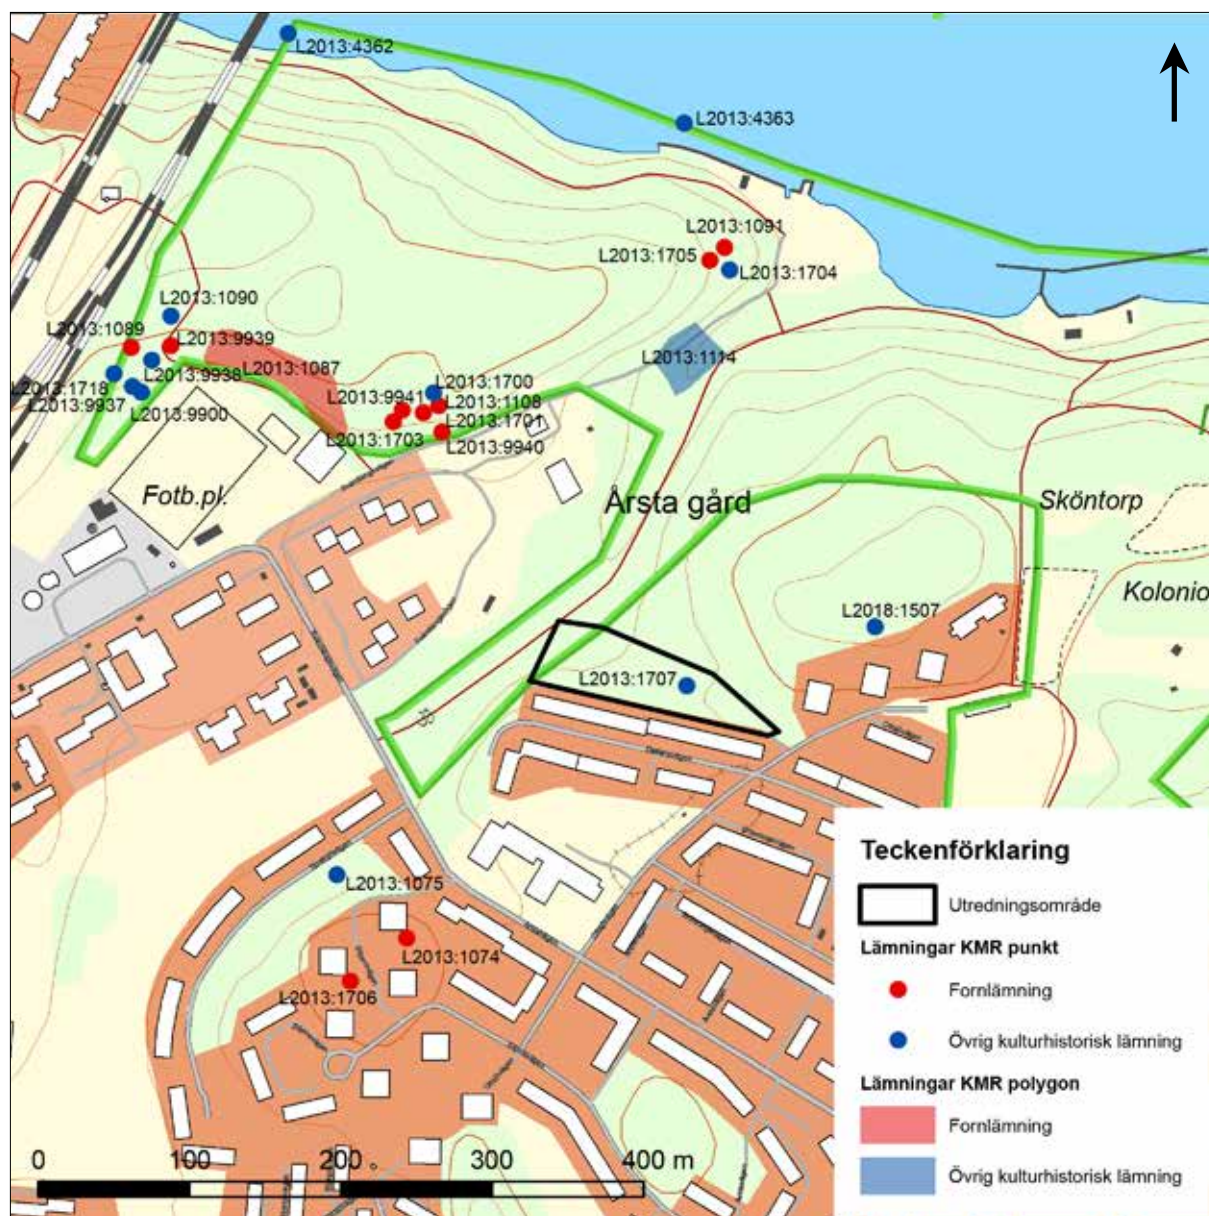 L2013:4362
L2013:4363
L2013:1091
L2013:1705
L2013:1704
L2013:1090
L2013:1089
L2013:9939
L2013:1087
L2013:1114
L2013:9938
L2013:1718
L2013:9937
L2013:9900
L2013:1700
L2013:9941
L2013:1108
L2013:1701
L2013:1703
L2013:9940
Fotb.pl.
Årsta gård
Sköntorp
Kolonio
L2018:1507
L2013:1707
L2013:1075
L2013:1074
L2013:1706
Teckenförklaring
Utredningsområde
Lämningar KMR punkt
Fornlämning
Övrig kulturhistorisk lämning
Lämningar KMR polygon
Fornlämning
Övrig kulturhistorisk lämning
0 100 200 300 400 m